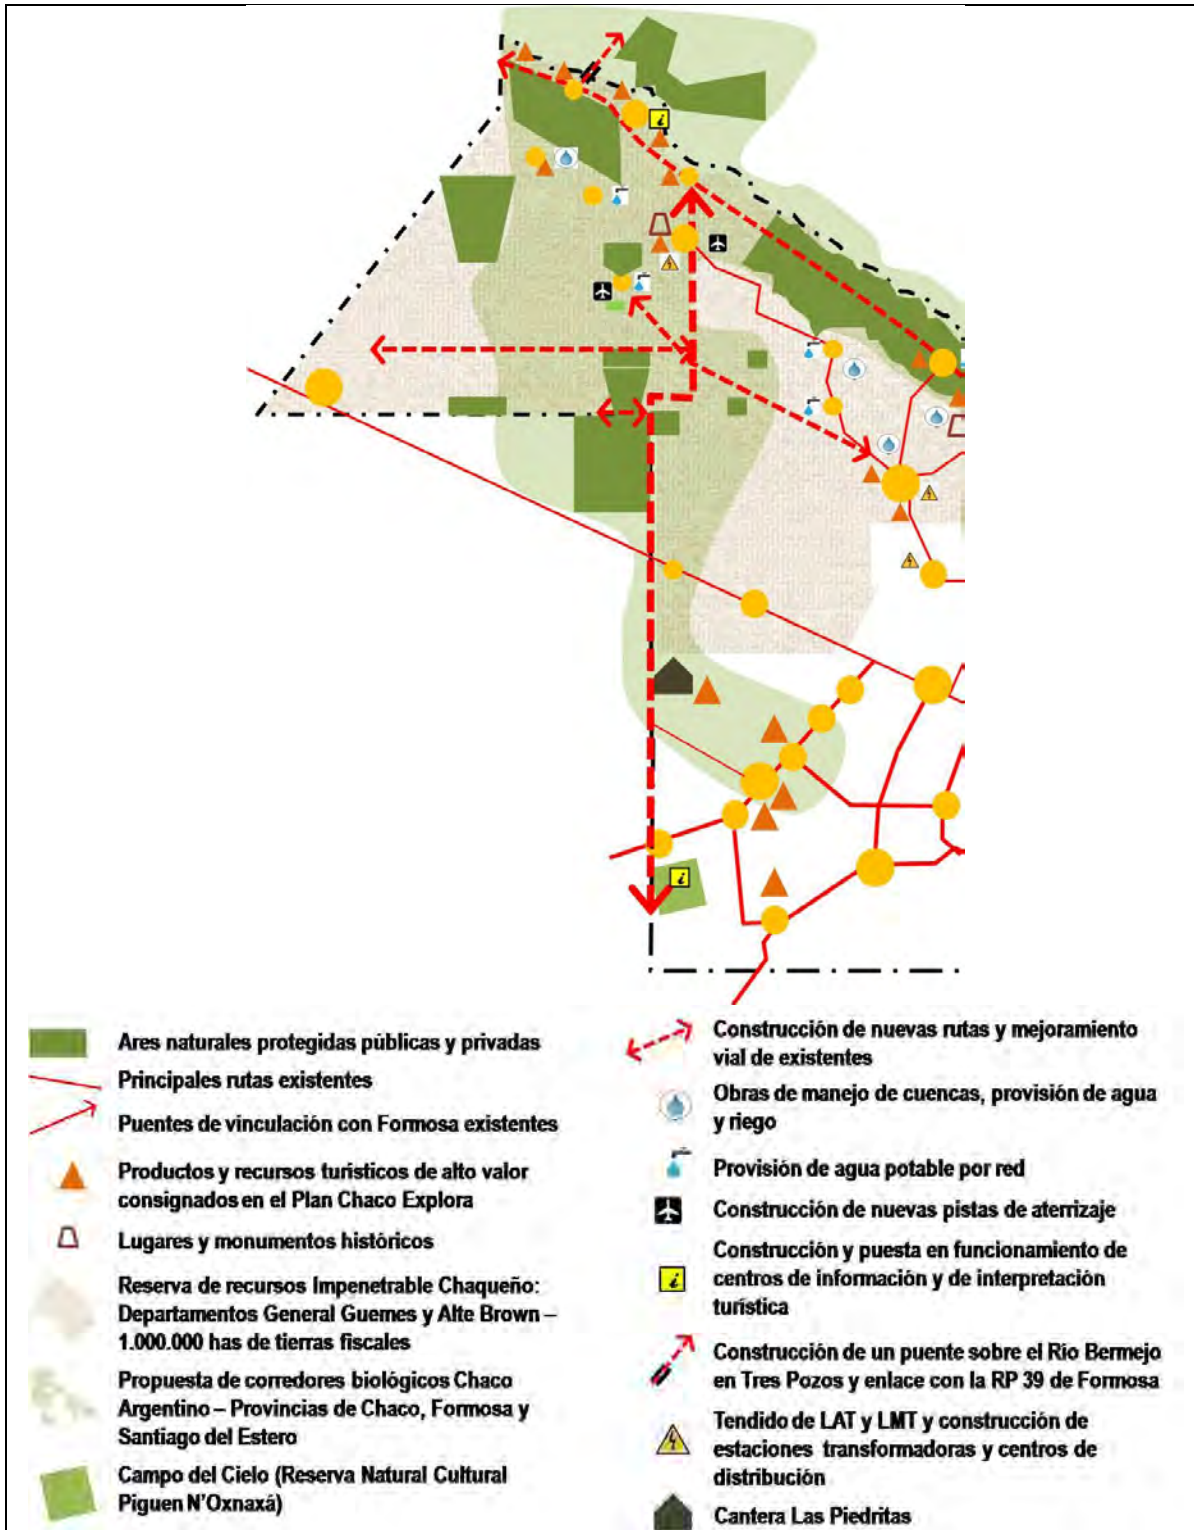 Ares naturales protegidas públicas y privadas
Principales rutas existentes
Puentes de vinculación con Formosa existentes
Productos y recursos turísticos de alto valor
consignados en el Plan Chaco Explora
Lugares y monumentos históricos
Reserva de recursos Impenetrable Chaqueño:
Departamentos General Guemes y Alte Brown –
1.000.000 has de tierras fiscales
Propuesta de corredores biológicos Chaco
Argentino – Provincias de Chaco, Formosa y
Santiago del Estero
Campo del Cielo (Reserva Natural Cultural
Piguen N'Oxnaxá)
Construcción de nuevas rutas y mejoramiento
vial de existentes
Obras de manejo de cuencas, provisión de agua
y riego
Provisión de agua potable por red
Construcción de nuevas pistas de aterrizaje
Construcción y puesta en funcionamiento de
centros de información y de interpretación
turística
Construcción de un puente sobre el Río Bermejo
en Tres Pozos y enlace con la RP 39 de Formosa
Tendido de LAT y LMT y construcción de
estaciones transformadoras y centros de
distribución
Cantera Las Piedritas